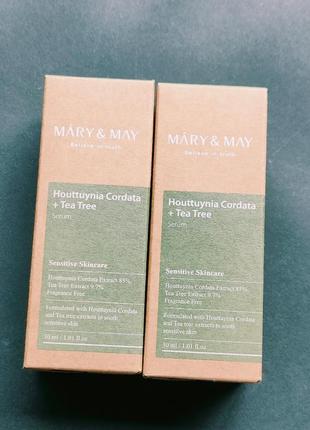 MÁRY & MAY
Believe in truth
Houttuynia Cordata
+ Tea Tree
Serum
Sensitive Skincare
Houttuynia Cordata Extract 85%
Tea Tree Extract 9.7%
Fragrance Free
Formulated with Houttuynia Cordata
and Tea tree extracts to sooth
sensitive skin
30 ml / 1.01 fl.oz
MÁRY & MAY
Believe in truth
Houttuynia Cordata
+ Tea Tree
Serum
Sensitive Skincare
Houttuynia Cordata Extract 85%
Tea Tree Extract 9.7%
Fragrance Free
Formulated with Houttuynia Cordata
and Tea tree extracts to sooth
sensitive skin
30 ml / 1.01 fl.oz